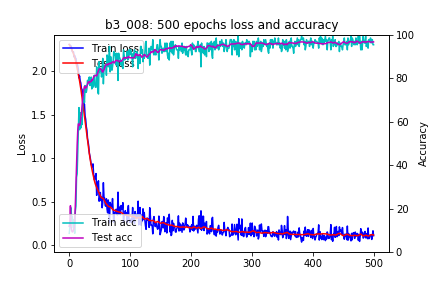 b3_008: 500 epochs loss and accuracy
Train loss
Test loss
Train acc
Test acc
Loss
2.0
1.5
1.0
0.5
0.0
Accuracy
100
80
60
40
20
0
0
100
200
300
400
500